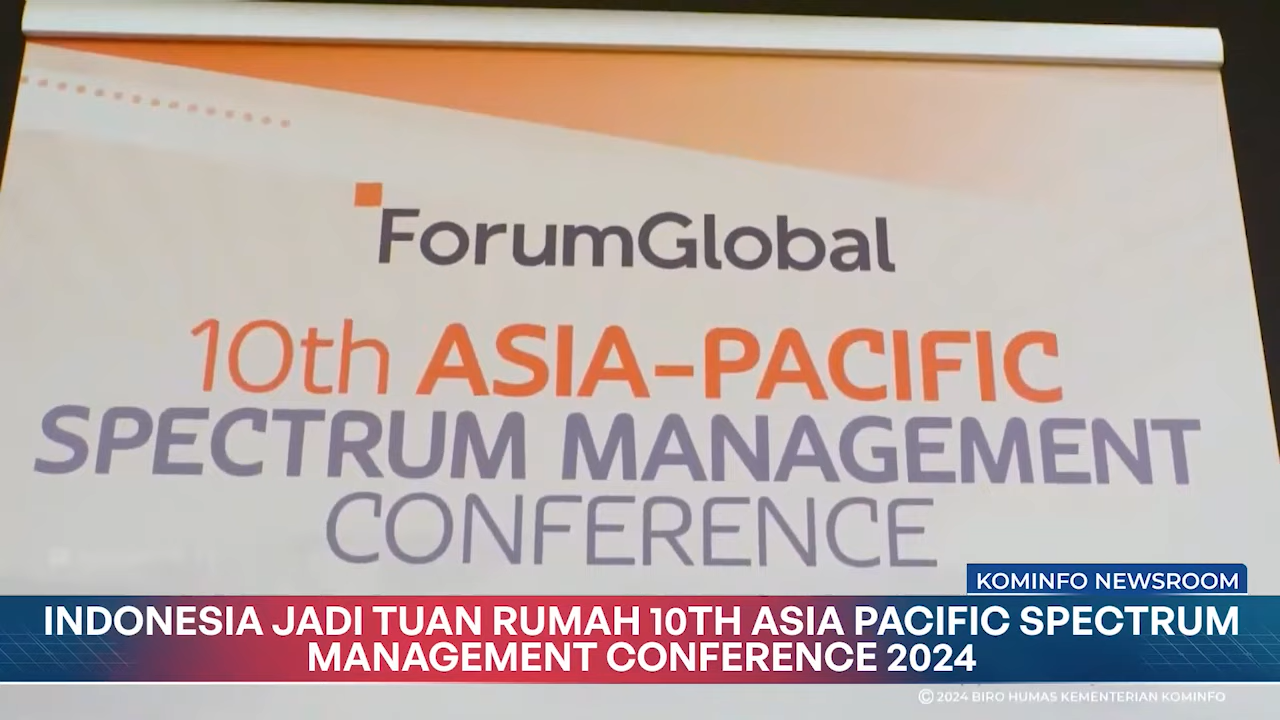 ForumGlobal
10th ASIA-PACIFIC
SPECTRUM MANAGEMENT
CONFERENCE
KOMINFO NEWSROOM
INDONESIA JADI TUAN RUMAH 10TH ASIA PACIFIC SPECTRUM
MANAGEMENT CONFERENCE 2024
© 2024 BIRO HUMAS KEMENTERIAN KOMINFO